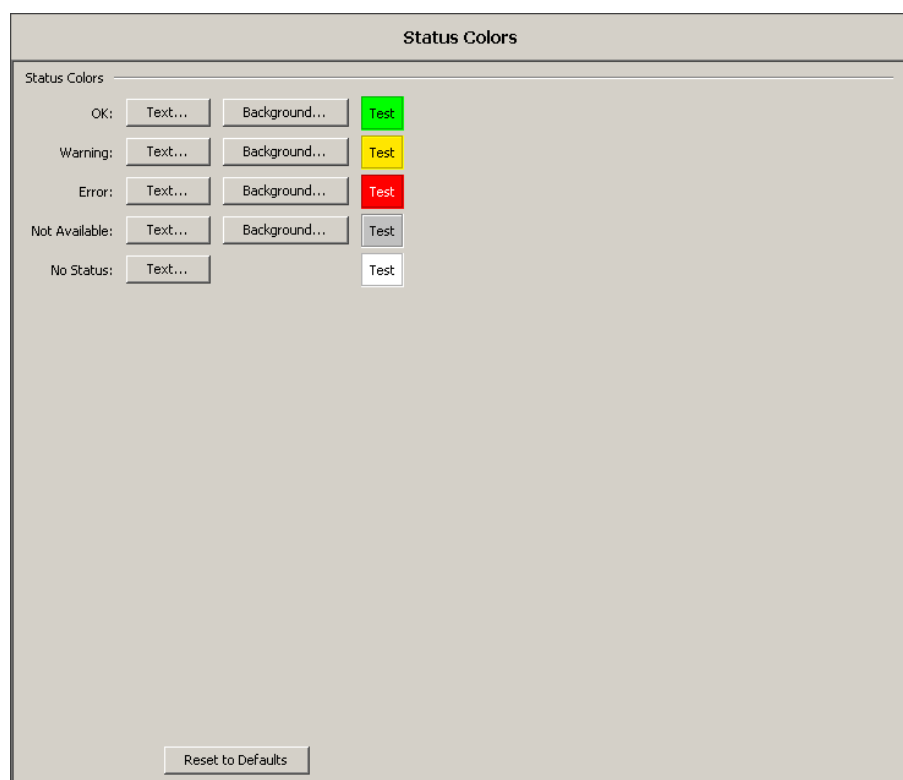 Status Colors
Status Colors
OK: Text... Background... Test
Warning: Text... Background... Test
Error: Text... Background... Test
Not Available: Text... Background... Test
No Status: Text... Test
Reset to Defaults